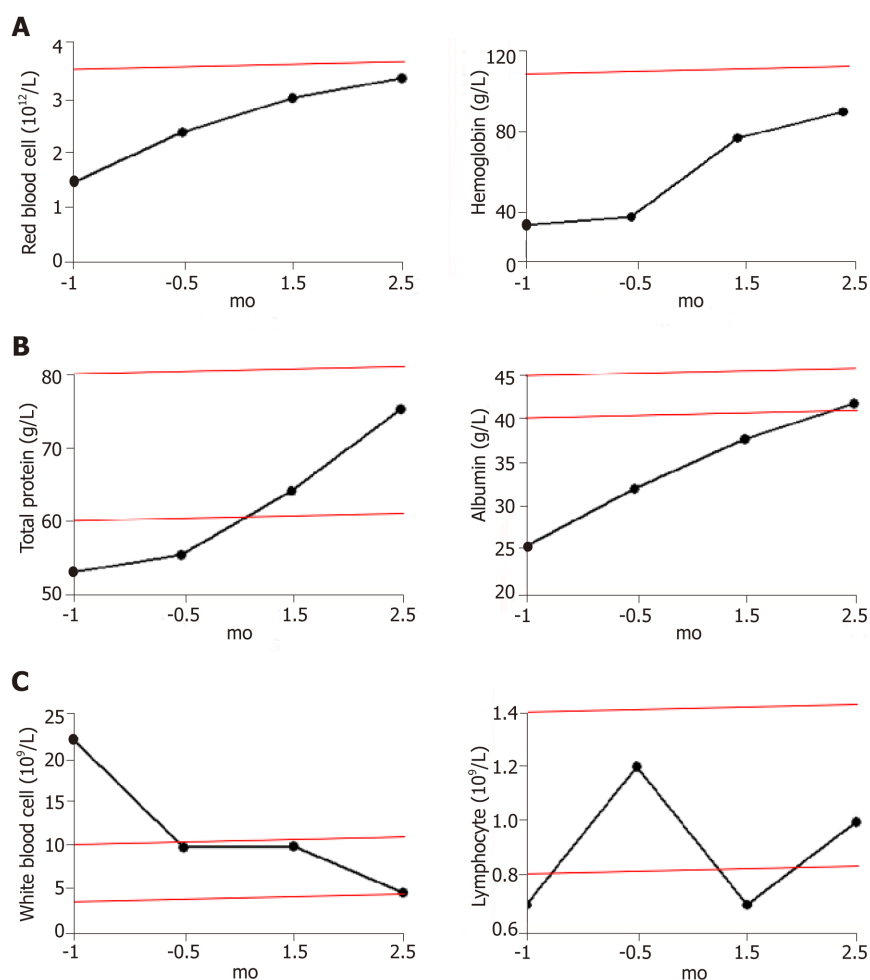 A
Red blood cell (10¹²/L)
4
3
2
1
0
-1 -0.5 1.5 2.5
mo
Hemoglobin (g/L)
120
80
40
0
-1 -0.5 1.5 2.5
mo
B
Total protein (g/L)
80
70
60
50
-1 -0.5 1.5 2.5
mo
Albumin (g/L)
45
40
35
30
25
20
-1 -0.5 1.5 2.5
mo
C
White blood cell (10⁹/L)
25
20
15
10
5
0
-1 -0.5 1.5 2.5
mo
Lymphocyte (10⁹/L)
1.4
1.2
1.0
0.8
0.6
-1 -0.5 1.5 2.5
mo